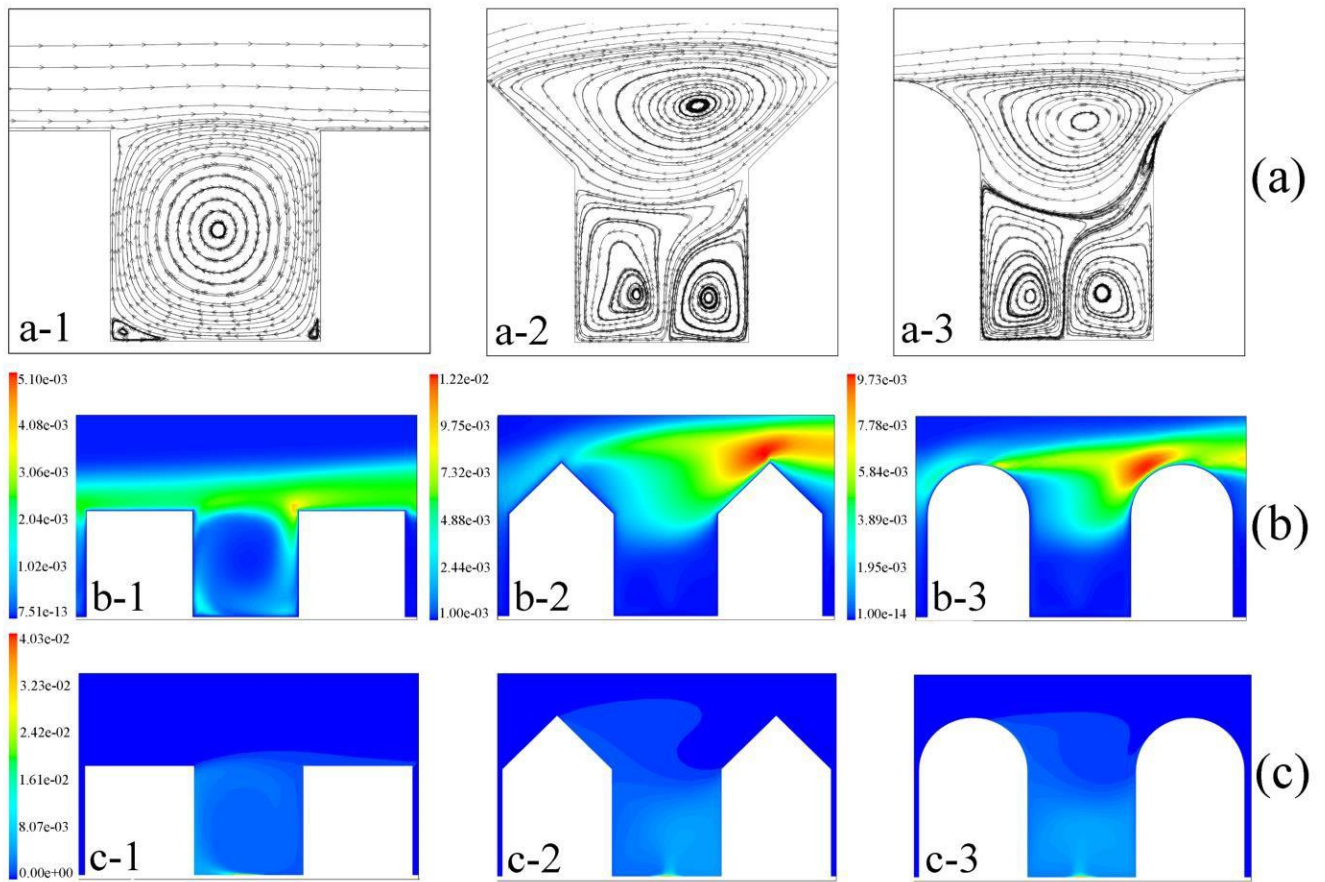 a-1
a-2
a-3
(a)
5.10e-03
4.08e-03
3.06e-03
2.04e-03
1.02e-03
7.51e-13
b-1
1.22e-02
9.75e-03
7.32e-03
4.88e-03
2.44e-03
1.00e-03
b-2
9.73e-03
7.78e-03
5.84e-03
3.89e-03
1.95e-03
1.00e-14
b-3
(b)
4.03e-02
3.23e-02
2.42e-02
1.61e-02
8.07e-03
0.00e+00
c-1
c-2
c-3
(c)